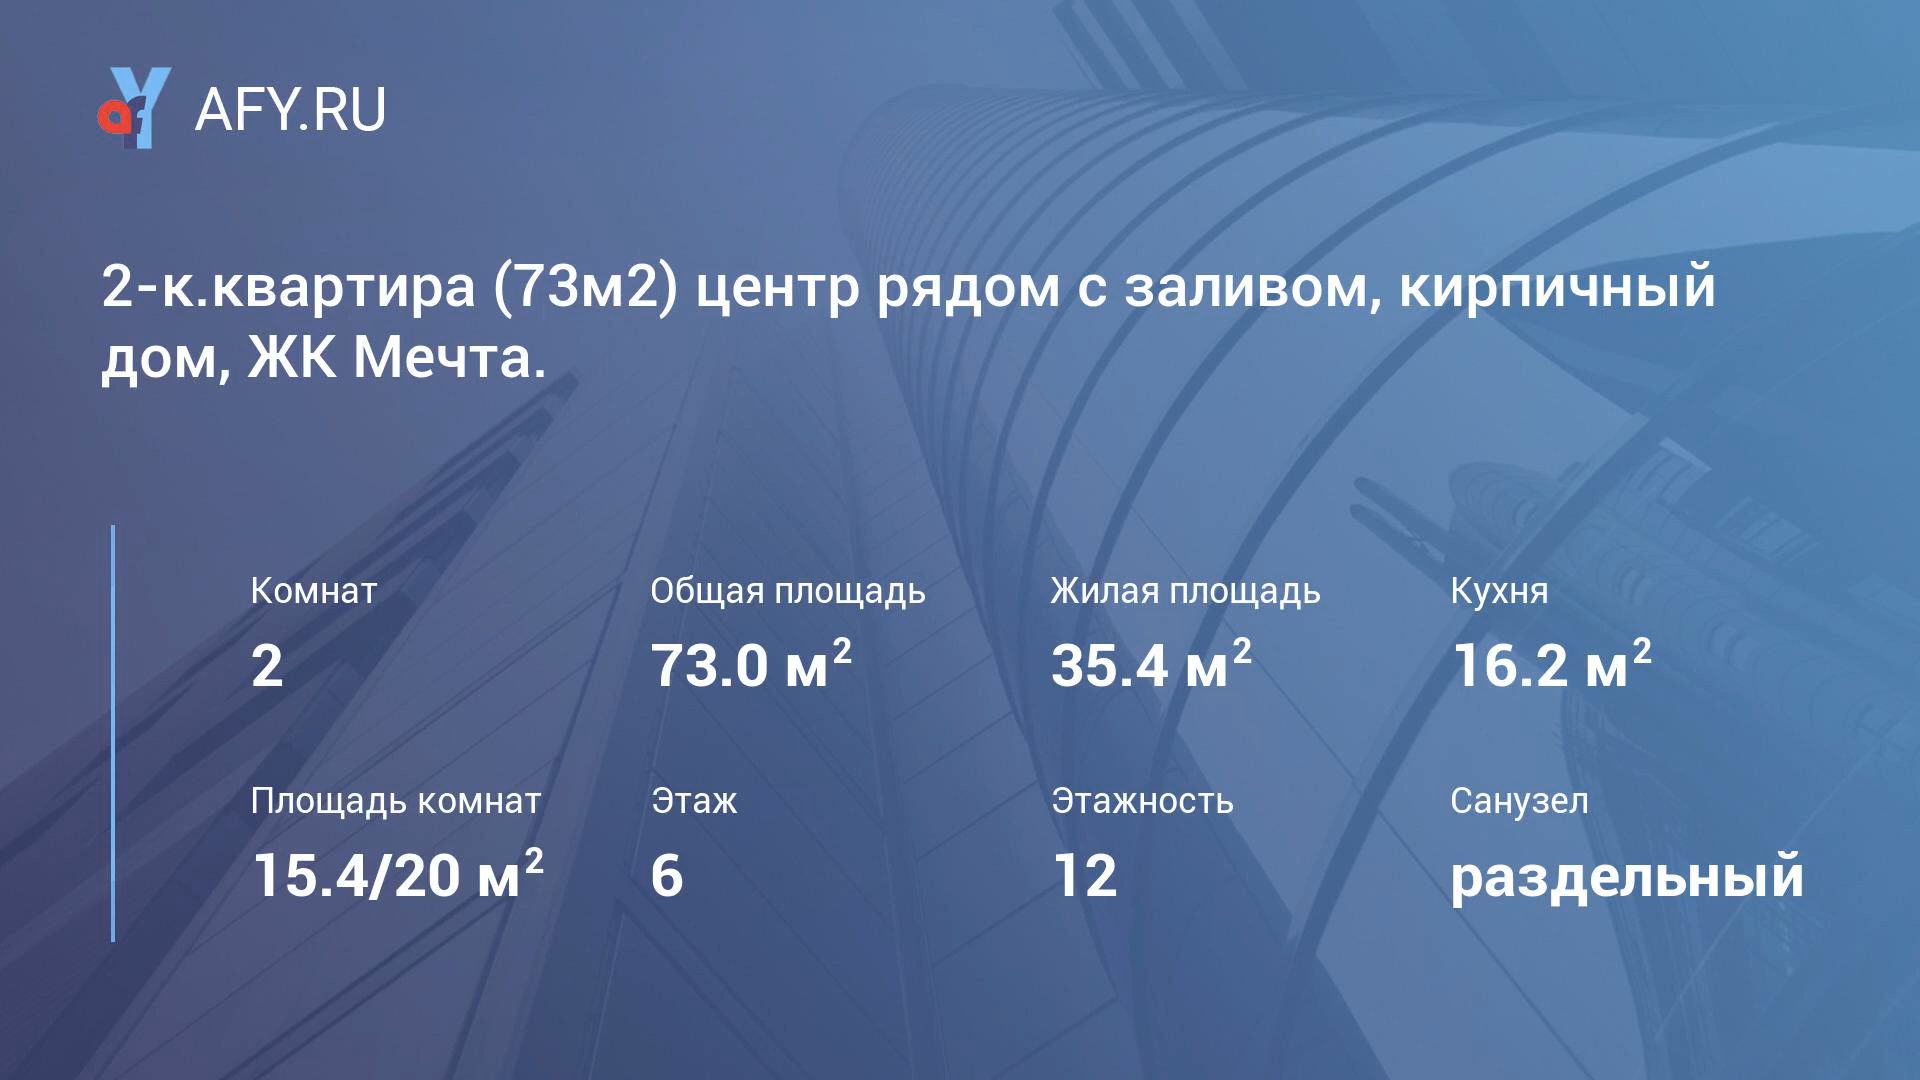 afY AFY.RU
2-к.квартира (73м2) центр рядом с заливом, кирпичный
дом, ЖК Мечта.
Комнат Общая площадь Жилая площадь Кухня
2 73.0 м² 35.4 м² 16.2 м²
Площадь комнат Этаж Этажность Санузел
15.4/20 м² 6 12 раздельный